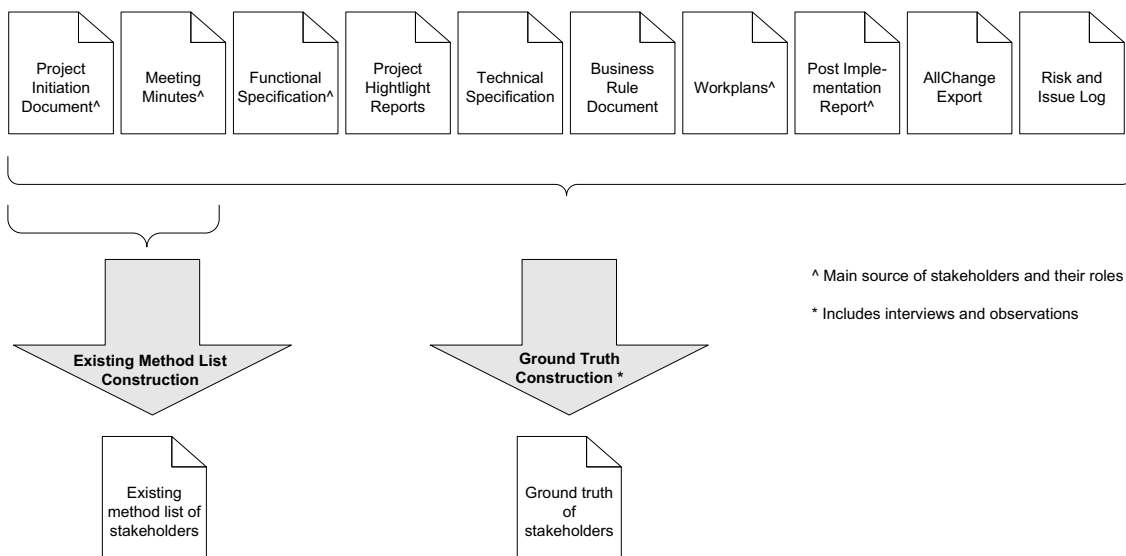 Project
Initiation
Document^
Meeting
Minutes^
Functional
Specification^
Project
Hightlight
Reports
Technical
Specification
Business
Rule
Document
Workplans^
Post Imple-
mentation
Report^
AllChange
Export
Risk and
Issue Log
^ Main source of stakeholders and their roles
* Includes interviews and observations
Existing Method List
Construction
Ground Truth
Construction *
Existing
method list of
stakeholders
Ground truth
of
stakeholders